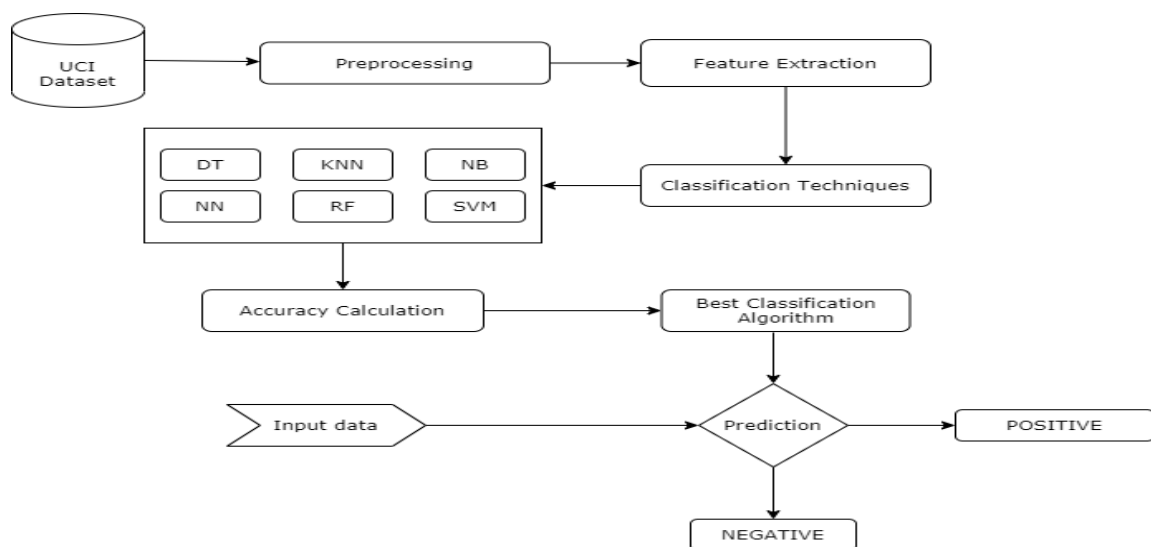 UCI
Dataset
Preprocessing
Feature Extraction
DT
KNN
NB
NN
RF
SVM
Classification Techniques
Accuracy Calculation
Best Classification
Algorithm
Input data
Prediction
POSITIVE
NEGATIVE